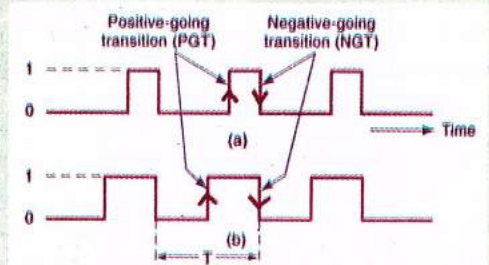 Positive-going
transition (PGT)
Negative-going
transition (NGT)
1
0
(a)
Time
1
0
(b)
T